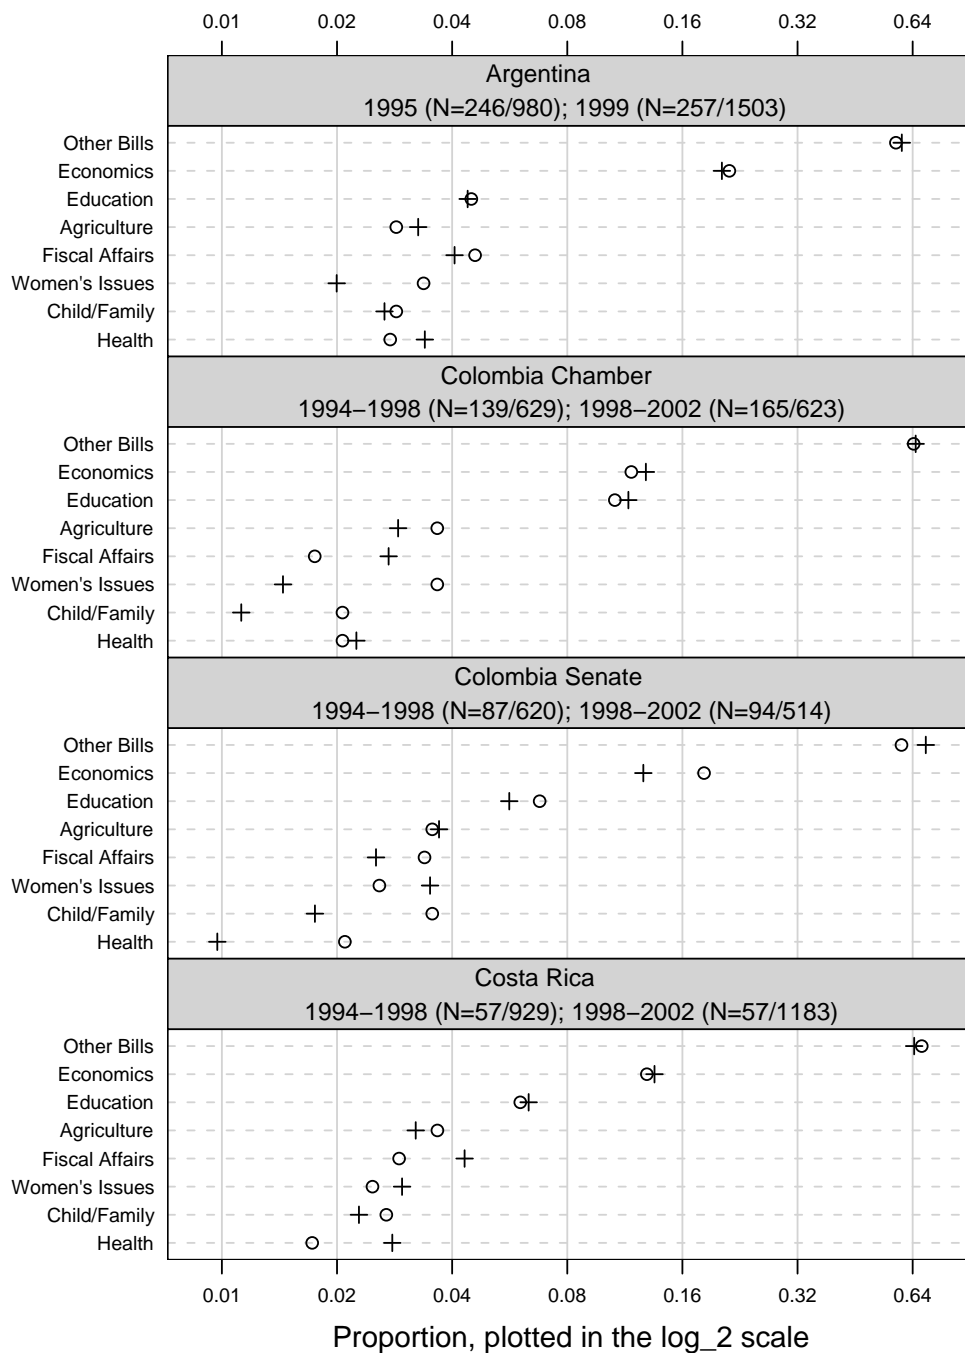 0.01 0.02 0.04 0.08 0.16 0.32 0.64
Argentina
1995 (N=246/980); 1999 (N=257/1503)
Other Bills
Economics
Education
Agriculture
Fiscal Affairs
Women's Issues
Child/Family
Health
Colombia Chamber
1994−1998 (N=139/629); 1998−2002 (N=165/623)
Other Bills
Economics
Education
Agriculture
Fiscal Affairs
Women's Issues
Child/Family
Health
Colombia Senate
1994−1998 (N=87/620); 1998−2002 (N=94/514)
Other Bills
Economics
Education
Agriculture
Fiscal Affairs
Women's Issues
Child/Family
Health
Costa Rica
1994−1998 (N=57/929); 1998−2002 (N=57/1183)
Other Bills
Economics
Education
Agriculture
Fiscal Affairs
Women's Issues
Child/Family
Health
0.01 0.02 0.04 0.08 0.16 0.32 0.64
Proportion, plotted in the log_2 scale